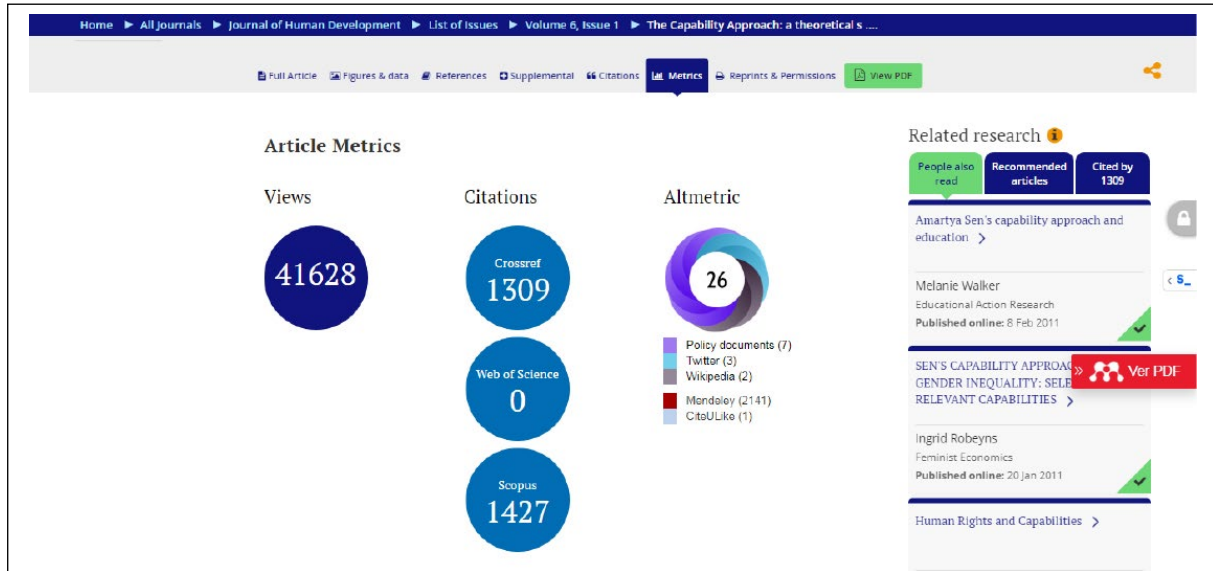 Home ▶ All Journals ▶ Journal of Human Development ▶ List of Issues ▶ Volume 6, Issue 1 ▶ The Capability Approach: a theoretical s ....
Full Article Figures & data References Supplemental Citations Metrics Reprints & Permissions View PDF
Article Metrics
Views
41628
Citations
Crossref
1309
Web of Science
0
Scopus
1427
Altmetric
26
Policy documents (7)
Twitter (3)
Wikipedia (2)
Mendeley (2141)
CiteULike (1)
Related research i
People also
read
Recommended
articles
Cited by
1309
Amartya Sen's capability approach and
education >
Melanie Walker
Educational Action Research
Published online: 8 Feb 2011
SEN'S CAPABILITY APPROAC
GENDER INEQUALITY: SELE
RELEVANT CAPABILITIES >
Ingrid Robeyns
Feminist Economics
Published online: 20 Jan 2011
Human Rights and Capabilities >
< S_
» Ver PDF